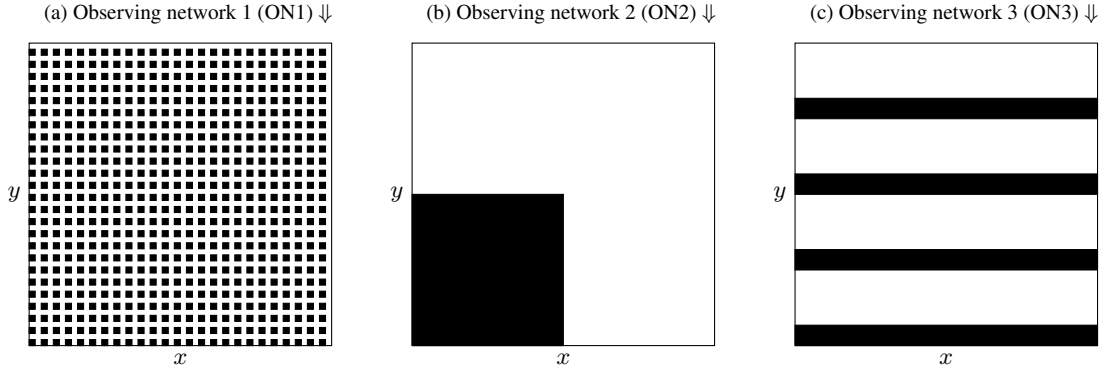 (a) Observing network 1 (ON1) ⇓
(b) Observing network 2 (ON2) ⇓
(c) Observing network 3 (ON3) ⇓
y
y
y
x
x
x